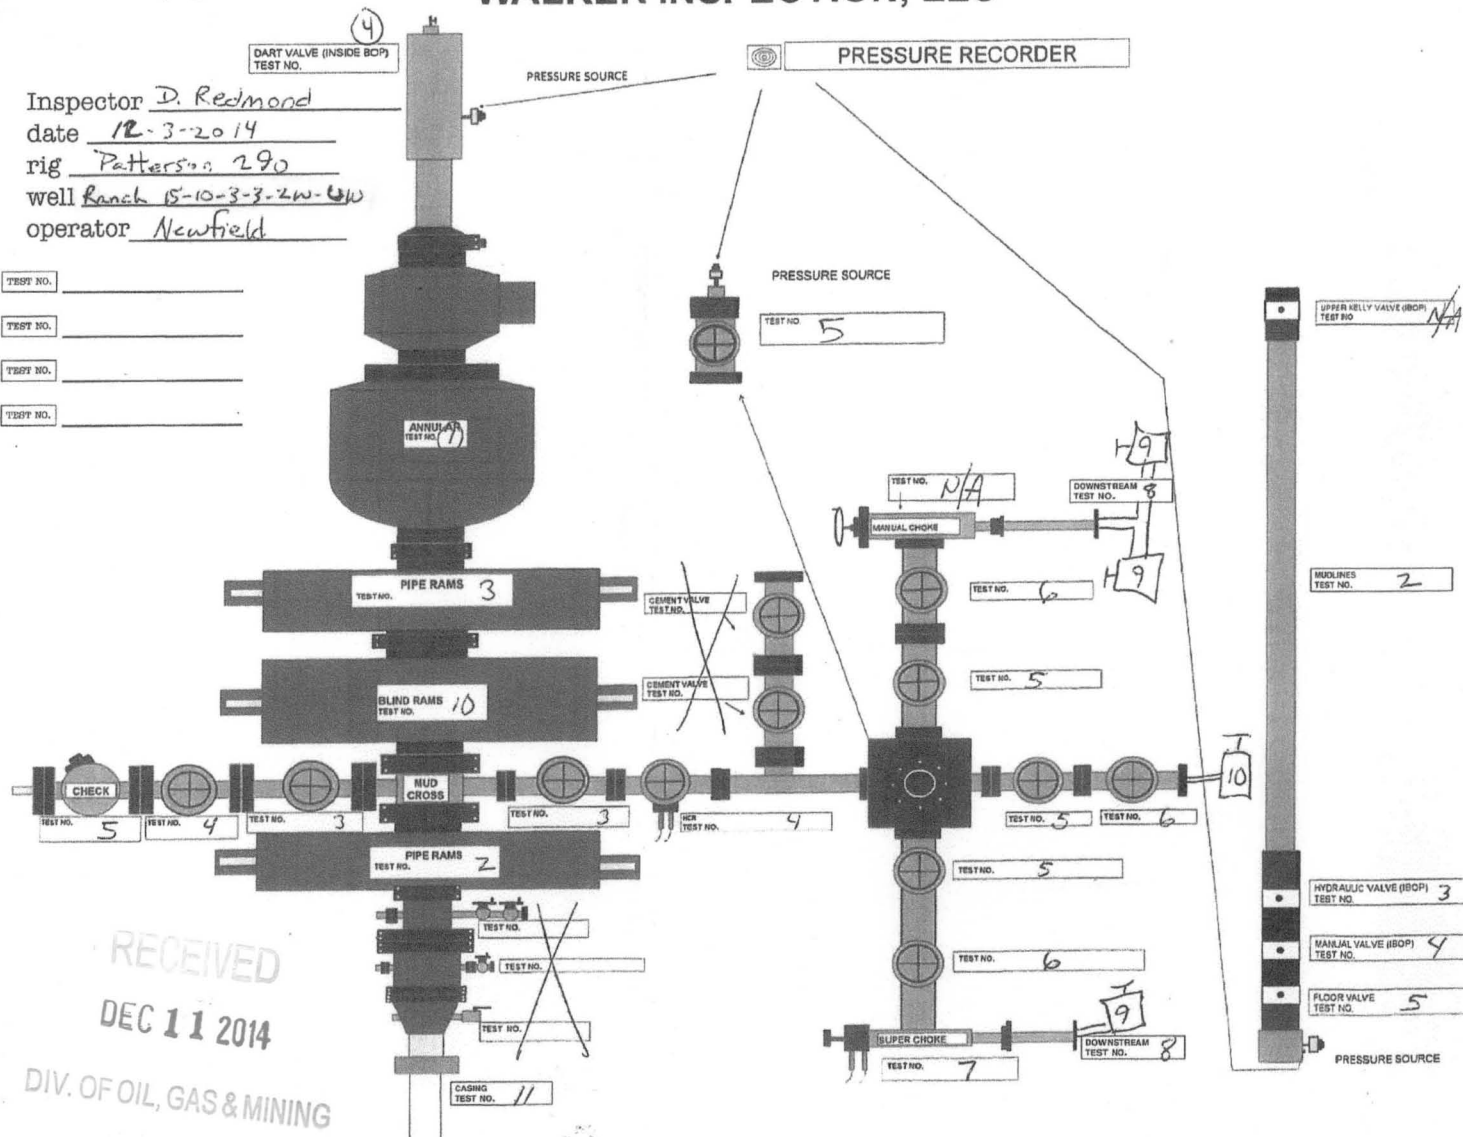 WALKER INSPECTION, LLC
4
DART VALVE (INSIDE BOP)
TEST NO.
PRESSURE SOURCE
PRESSURE RECORDER
Inspector D. Redmond
date 12-3-2014
rig Patterson 290
well Ranch 15-10-3-3-2W-UW
operator Newfield
TEST NO.
TEST NO.
TEST NO.
TEST NO.
PRESSURE SOURCE
TEST NO. 5
UPPER KELLY VALVE (IBOP)
TEST NO N/A
ANNULAR
TEST NO. 7
9
TEST NO. N/A
DOWNSTREAM
TEST NO. 8
MANUAL CHOKE
9
PIPE RAMS
TEST NO. 3
CEMENT VALVE
TEST NO.
TEST NO. 6
MUDLINES
TEST NO. 2
BLIND RAMS
TEST NO. 10
CEMENT VALVE
TEST NO.
TEST NO. 5
CHECK
MUD
CROSS
10
TEST NO. 5
TEST NO. 4
TEST NO. 3
TEST NO. 3
HCR
TEST NO. 4
TEST NO. 5
TEST NO. 6
PIPE RAMS
TEST NO. 2
TEST NO. 5
HYDRAULIC VALVE (IBOP)
TEST NO. 3
TEST NO.
TEST NO.
TEST NO. 6
MANUAL VALVE (IBOP)
TEST NO. 4
FLOOR VALVE
TEST NO. 5
TEST NO.
9
SUPER CHOKE
DOWNSTREAM
TEST NO. 8
TEST NO. 7
PRESSURE SOURCE
CASING
TEST NO. 11
RECEIVED
DEC 11 2014
DIV. OF OIL, GAS & MINING